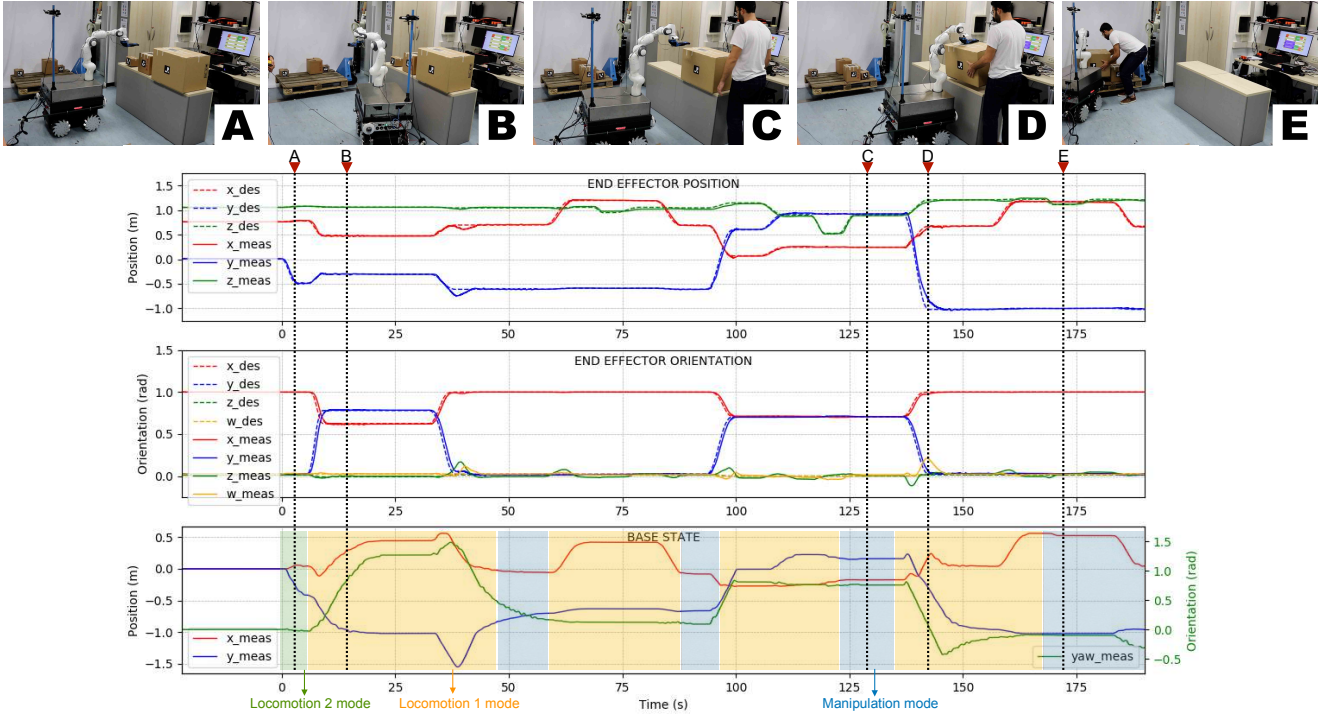 A
B
C
D
E
A
B
C
D
E
END EFFECTOR POSITION
x_des
y_des
z_des
x_meas
y_meas
z_meas
Position (m)
1.5
1.0
0.5
0.0
−0.5
−1.0
0
25
50
75
100
125
150
175
END EFFECTOR ORIENTATION
x_des
y_des
z_des
w_des
x_meas
y_meas
z_meas
w_meas
Orientation (rad)
1.5
1.0
0.5
0.0
0
25
50
75
100
125
150
175
BASE STATE
x_meas
y_meas
yaw_meas
Position (m)
0.5
0.0
−0.5
−1.0
−1.5
Orientation (rad)
1.5
1.0
0.5
0.0
−0.5
0
25
50
75
100
125
150
175
Time (s)
Locomotion 2 mode
Locomotion 1 mode
Manipulation mode